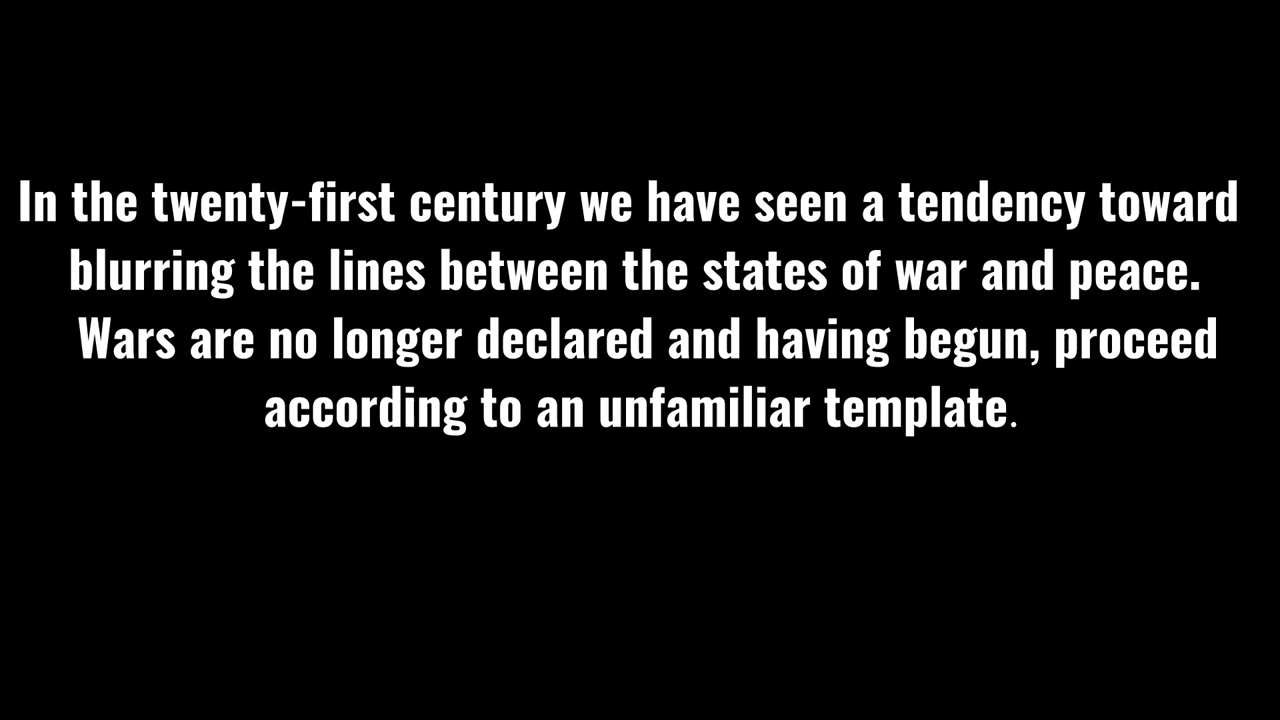 In the twenty-first century we have seen a tendency toward
blurring the lines between the states of war and peace.
Wars are no longer declared and having begun, proceed
according to an unfamiliar template.